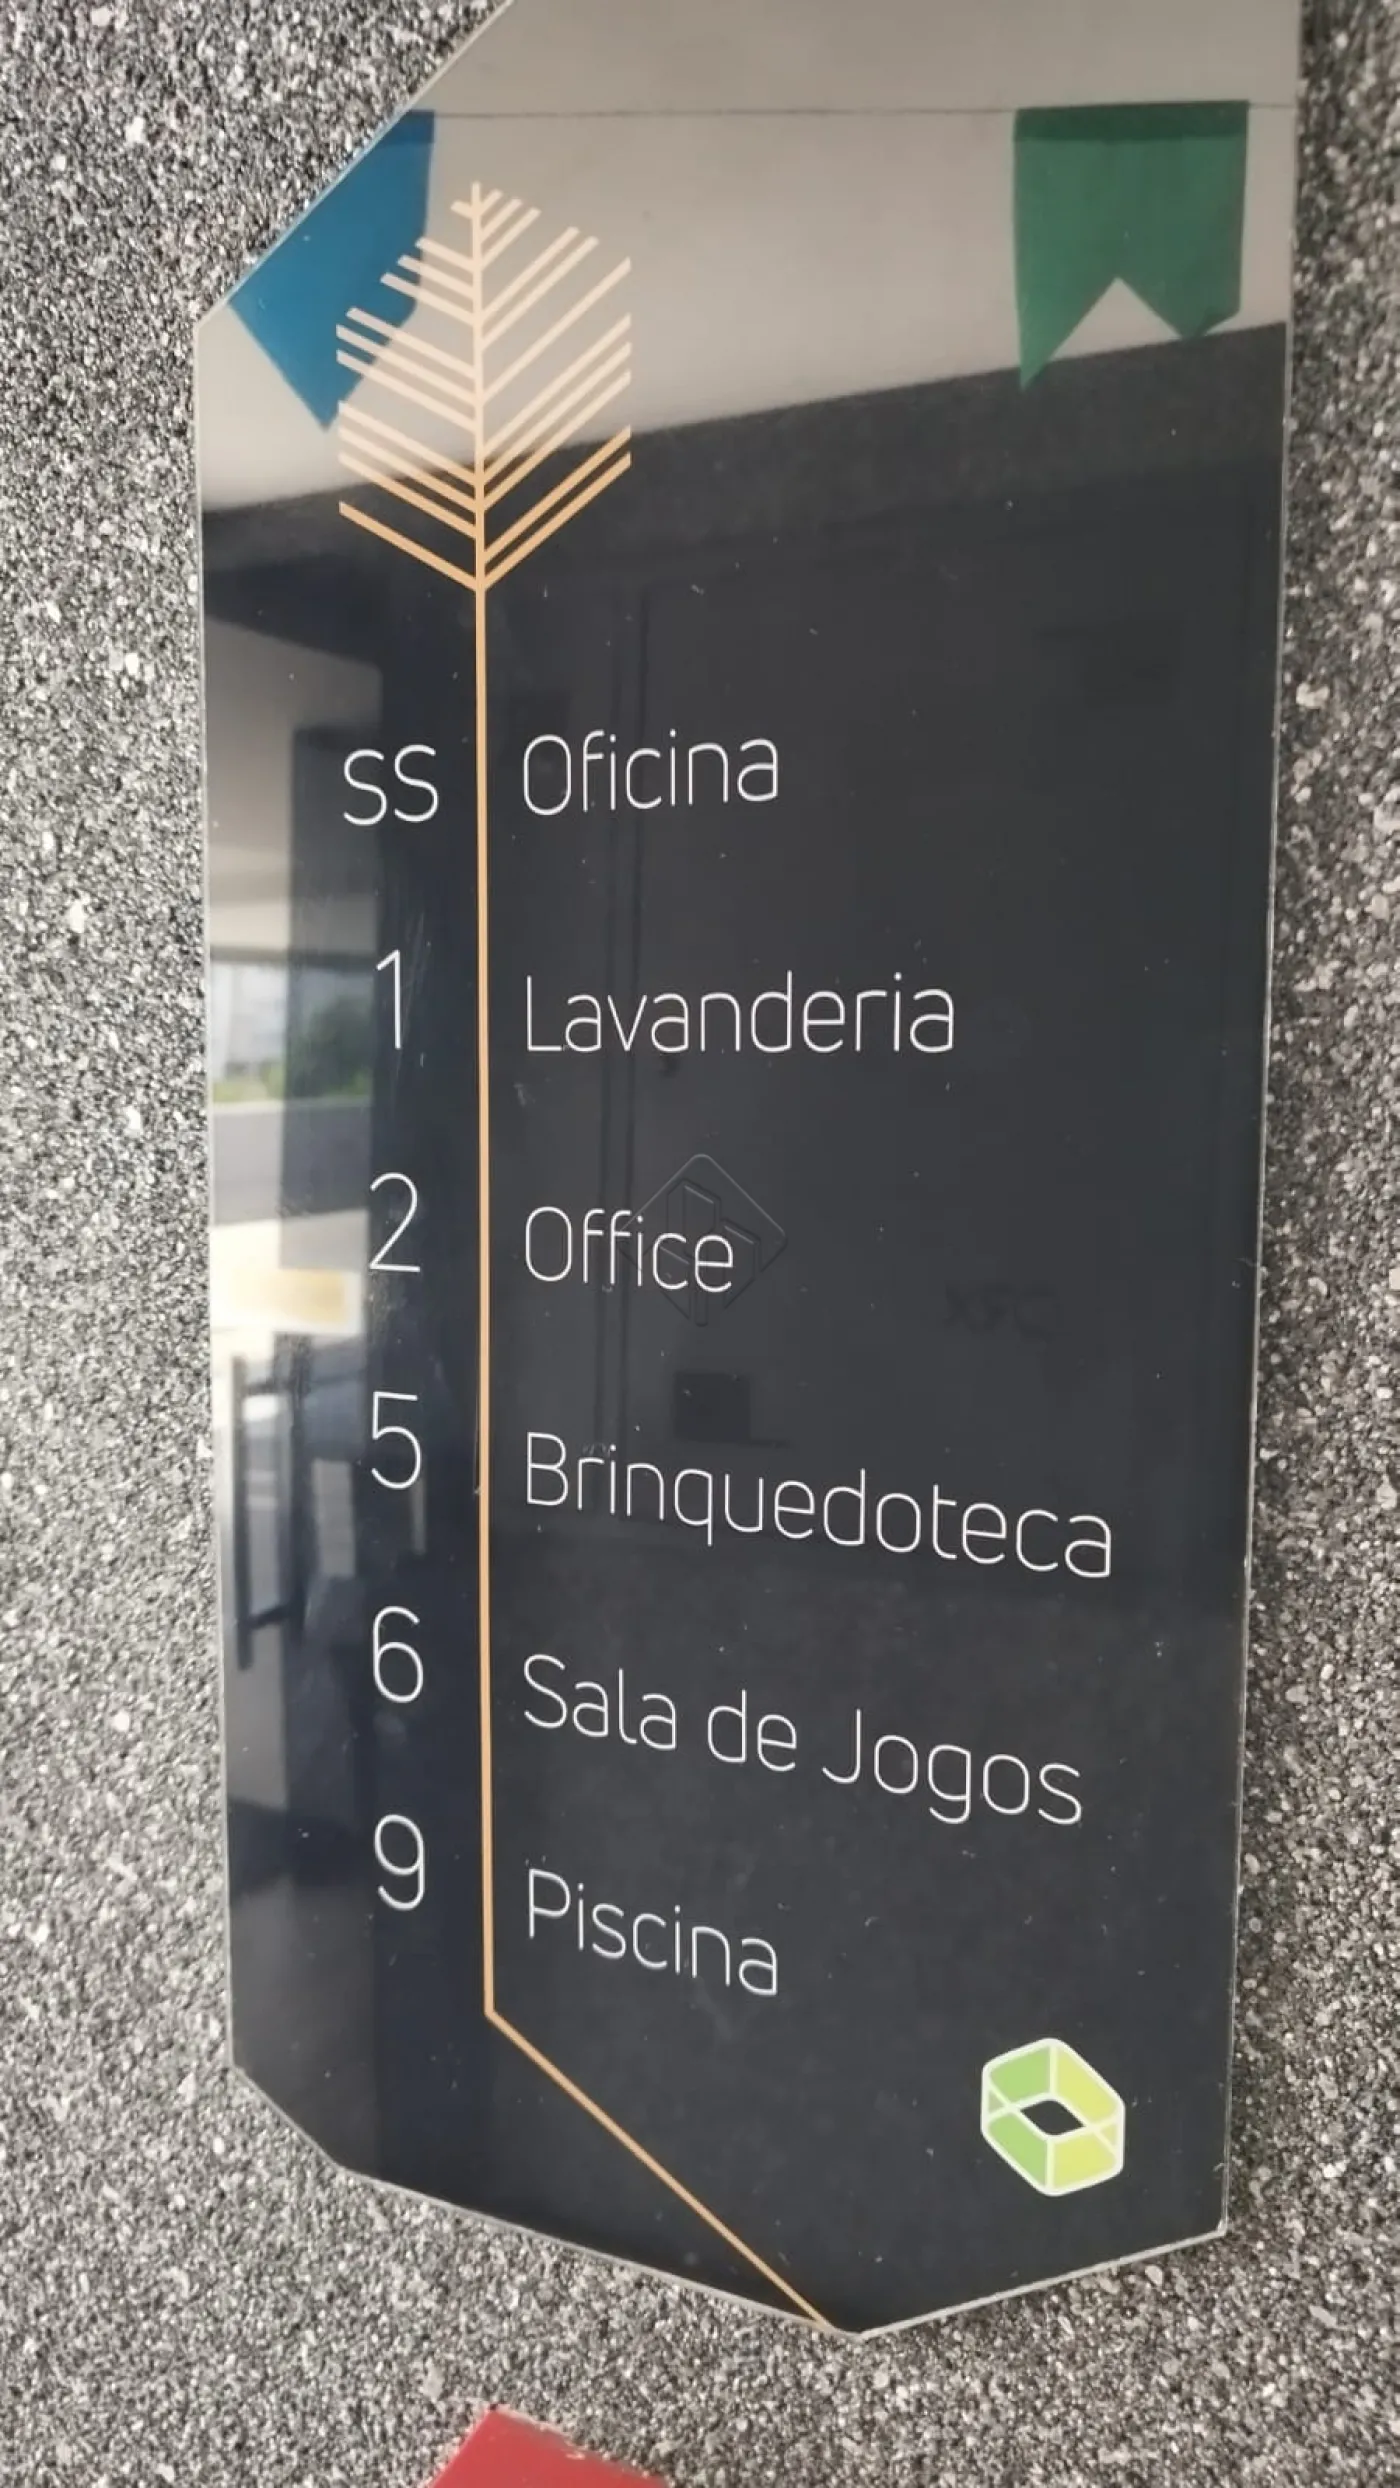 SS Oficina
1 Lavanderia
2 Office
5 Brinquedoteca
6 Sala de Jogos
9 Piscina